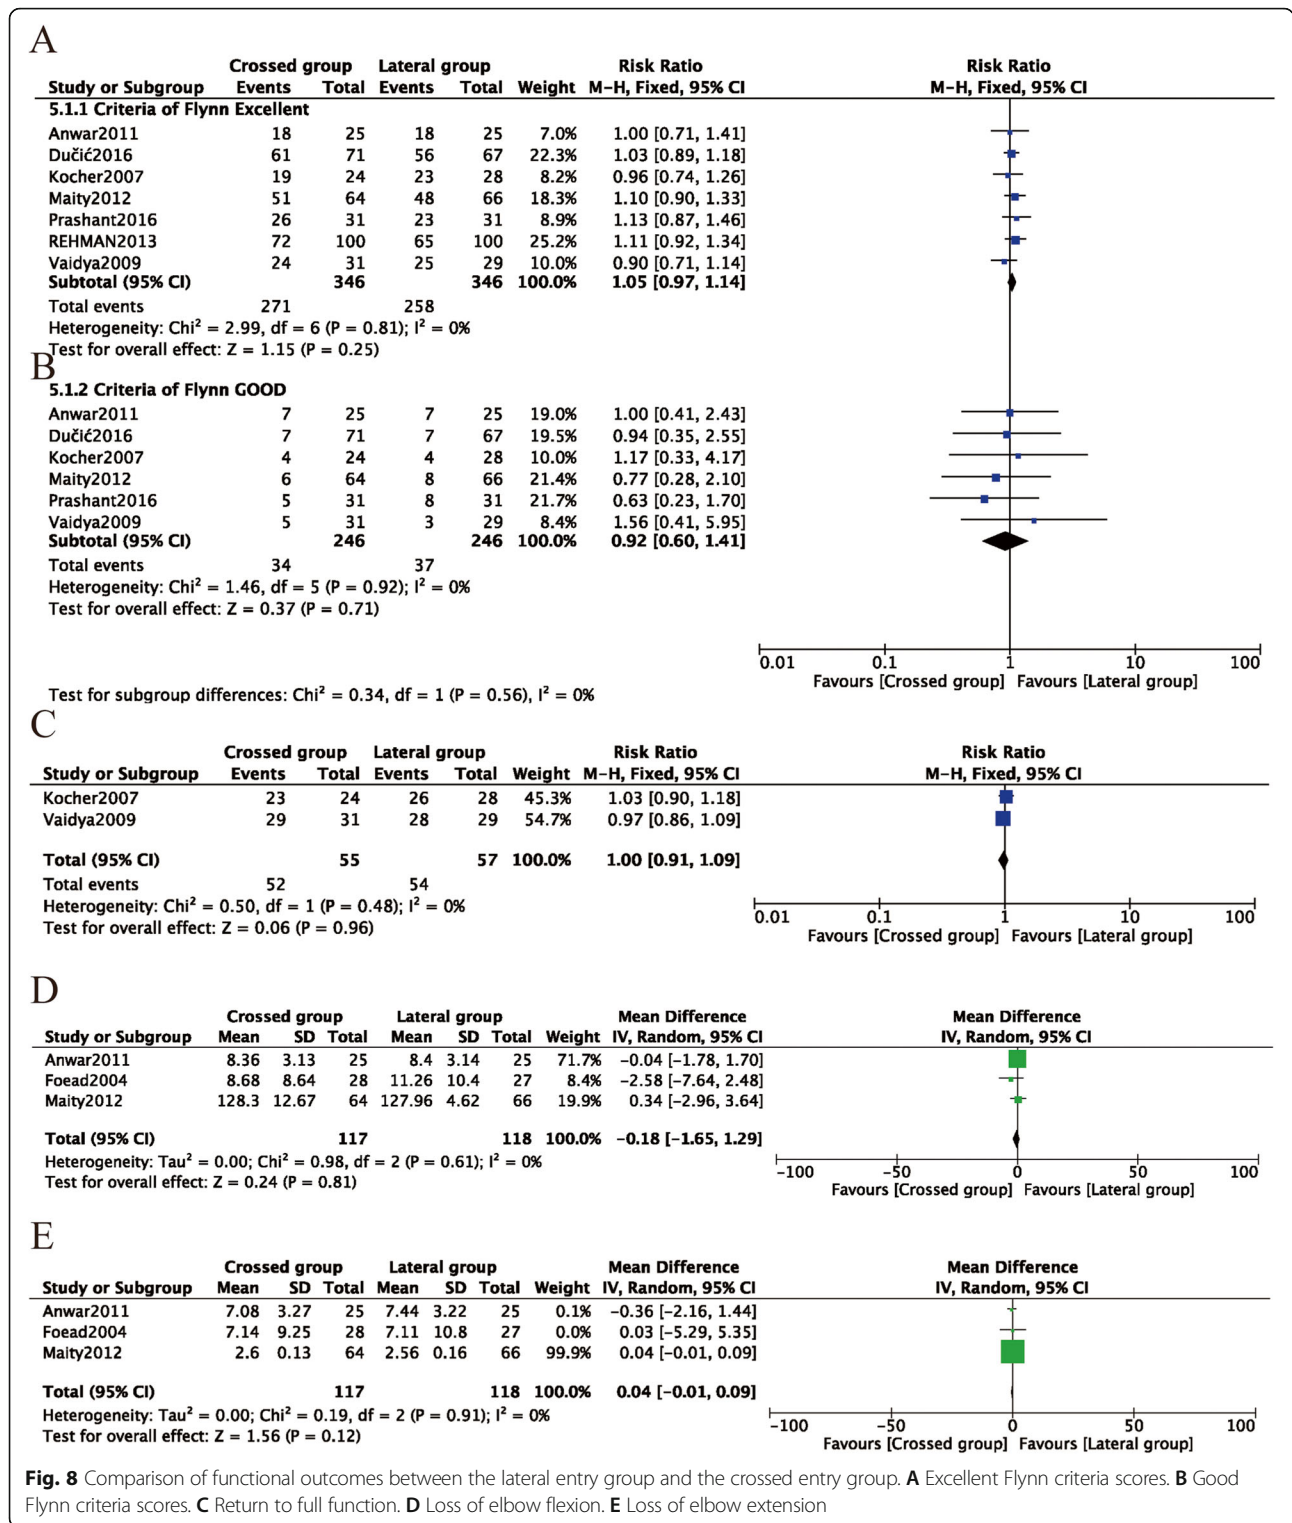 A
Crossed group Lateral group Risk Ratio Risk Ratio
Study or Subgroup Events Total Events Total Weight M-H, Fixed, 95% CI M-H, Fixed, 95% CI
5.1.1 Criteria of Flynn Excellent
Anwar2011 18 25 18 25 7.0% 1.00 [0.71, 1.41]
Dučić2016 61 71 56 67 22.3% 1.03 [0.89, 1.18]
Kocher2007 19 24 23 28 8.2% 0.96 [0.74, 1.26]
Maity2012 51 64 48 66 18.3% 1.10 [0.90, 1.33]
Prashant2016 26 31 23 31 8.9% 1.13 [0.87, 1.46]
REHMAN2013 72 100 65 100 25.2% 1.11 [0.92, 1.34]
Vaidya2009 24 31 25 29 10.0% 0.90 [0.71, 1.14]
Subtotal (95% CI) 346 346 100.0% 1.05 [0.97, 1.14]
Total events 271 258
Heterogeneity: Chi² = 2.99, df = 6 (P = 0.81); I² = 0%
Test for overall effect: Z = 1.15 (P = 0.25)
B
5.1.2 Criteria of Flynn GOOD
Anwar2011 7 25 7 25 19.0% 1.00 [0.41, 2.43]
Dučić2016 7 71 7 67 19.5% 0.94 [0.35, 2.55]
Kocher2007 4 24 4 28 10.0% 1.17 [0.33, 4.17]
Maity2012 6 64 8 66 21.4% 0.77 [0.28, 2.10]
Prashant2016 5 31 8 31 21.7% 0.63 [0.23, 1.70]
Vaidya2009 5 31 3 29 8.4% 1.56 [0.41, 5.95]
Subtotal (95% CI) 246 246 100.0% 0.92 [0.60, 1.41]
Total events 34 37
Heterogeneity: Chi² = 1.46, df = 5 (P = 0.92); I² = 0%
Test for overall effect: Z = 0.37 (P = 0.71)
0.01 0.1 1 10 100
Favours [Crossed group] Favours [Lateral group]
Test for subgroup differences: Chi² = 0.34, df = 1 (P = 0.56), I² = 0%
C
Crossed group Lateral group Risk Ratio Risk Ratio
Study or Subgroup Events Total Events Total Weight M-H, Fixed, 95% CI M-H, Fixed, 95% CI
Kocher2007 23 24 26 28 45.3% 1.03 [0.90, 1.18]
Vaidya2009 29 31 28 29 54.7% 0.97 [0.86, 1.09]
Total (95% CI) 55 57 100.0% 1.00 [0.91, 1.09]
Total events 52 54
Heterogeneity: Chi² = 0.50, df = 1 (P = 0.48); I² = 0%
Test for overall effect: Z = 0.06 (P = 0.96)
0.01 0.1 1 10 100
Favours [Crossed group] Favours [Lateral group]
D
Crossed group Lateral group Mean Difference Mean Difference
Study or Subgroup Mean SD Total Mean SD Total Weight IV, Random, 95% CI IV, Random, 95% CI
Anwar2011 8.36 3.13 25 8.4 3.14 25 71.7% -0.04 [-1.78, 1.70]
Foead2004 8.68 8.64 28 11.26 10.4 27 8.4% -2.58 [-7.64, 2.48]
Maity2012 128.3 12.67 64 127.96 4.62 66 19.9% 0.34 [-2.96, 3.64]
Total (95% CI) 117 118 100.0% -0.18 [-1.65, 1.29]
Heterogeneity: Tau² = 0.00; Chi² = 0.98, df = 2 (P = 0.61); I² = 0%
Test for overall effect: Z = 0.24 (P = 0.81)
-100 -50 0 50 100
Favours [Crossed group] Favours [Lateral group]
E
Crossed group Lateral group Mean Difference Mean Difference
Study or Subgroup Mean SD Total Mean SD Total Weight IV, Random, 95% CI IV, Random, 95% CI
Anwar2011 7.08 3.27 25 7.44 3.22 25 0.1% -0.36 [-2.16, 1.44]
Foead2004 7.14 9.25 28 7.11 10.8 27 0.0% 0.03 [-5.29, 5.35]
Maity2012 2.6 0.13 64 2.56 0.16 66 99.9% 0.04 [-0.01, 0.09]
Total (95% CI) 117 118 100.0% 0.04 [-0.01, 0.09]
Heterogeneity: Tau² = 0.00; Chi² = 0.19, df = 2 (P = 0.91); I² = 0%
Test for overall effect: Z = 1.56 (P = 0.12)
-100 -50 0 50 100
Favours [Crossed group] Favours [Lateral group]
Fig. 8 Comparison of functional outcomes between the lateral entry group and the crossed entry group. A Excellent Flynn criteria scores. B Good
Flynn criteria scores. C Return to full function. D Loss of elbow flexion. E Loss of elbow extension